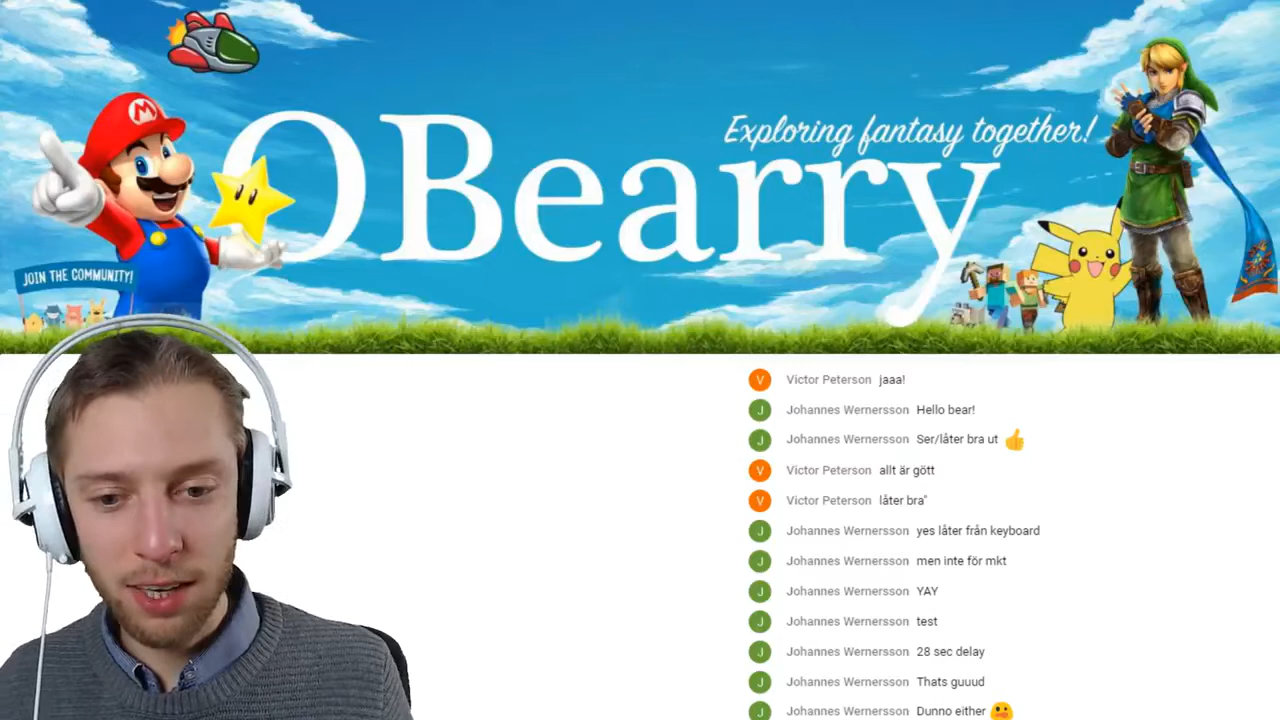 Exploring fantasy together!
OBearry
JOIN THE COMMUNITY!
V Victor Peterson jaaa!
J Johannes Wernersson Hello bear!
J Johannes Wernersson Ser/låter bra ut
V Victor Peterson allt är gött
V Victor Peterson låter bra"
J Johannes Wernersson yes låter från keyboard
J Johannes Wernersson men inte för mkt
J Johannes Wernersson YAY
J Johannes Wernersson test
J Johannes Wernersson 28 sec delay
J Johannes Wernersson Thats guuud
J Johannes Wernersson Dunno either